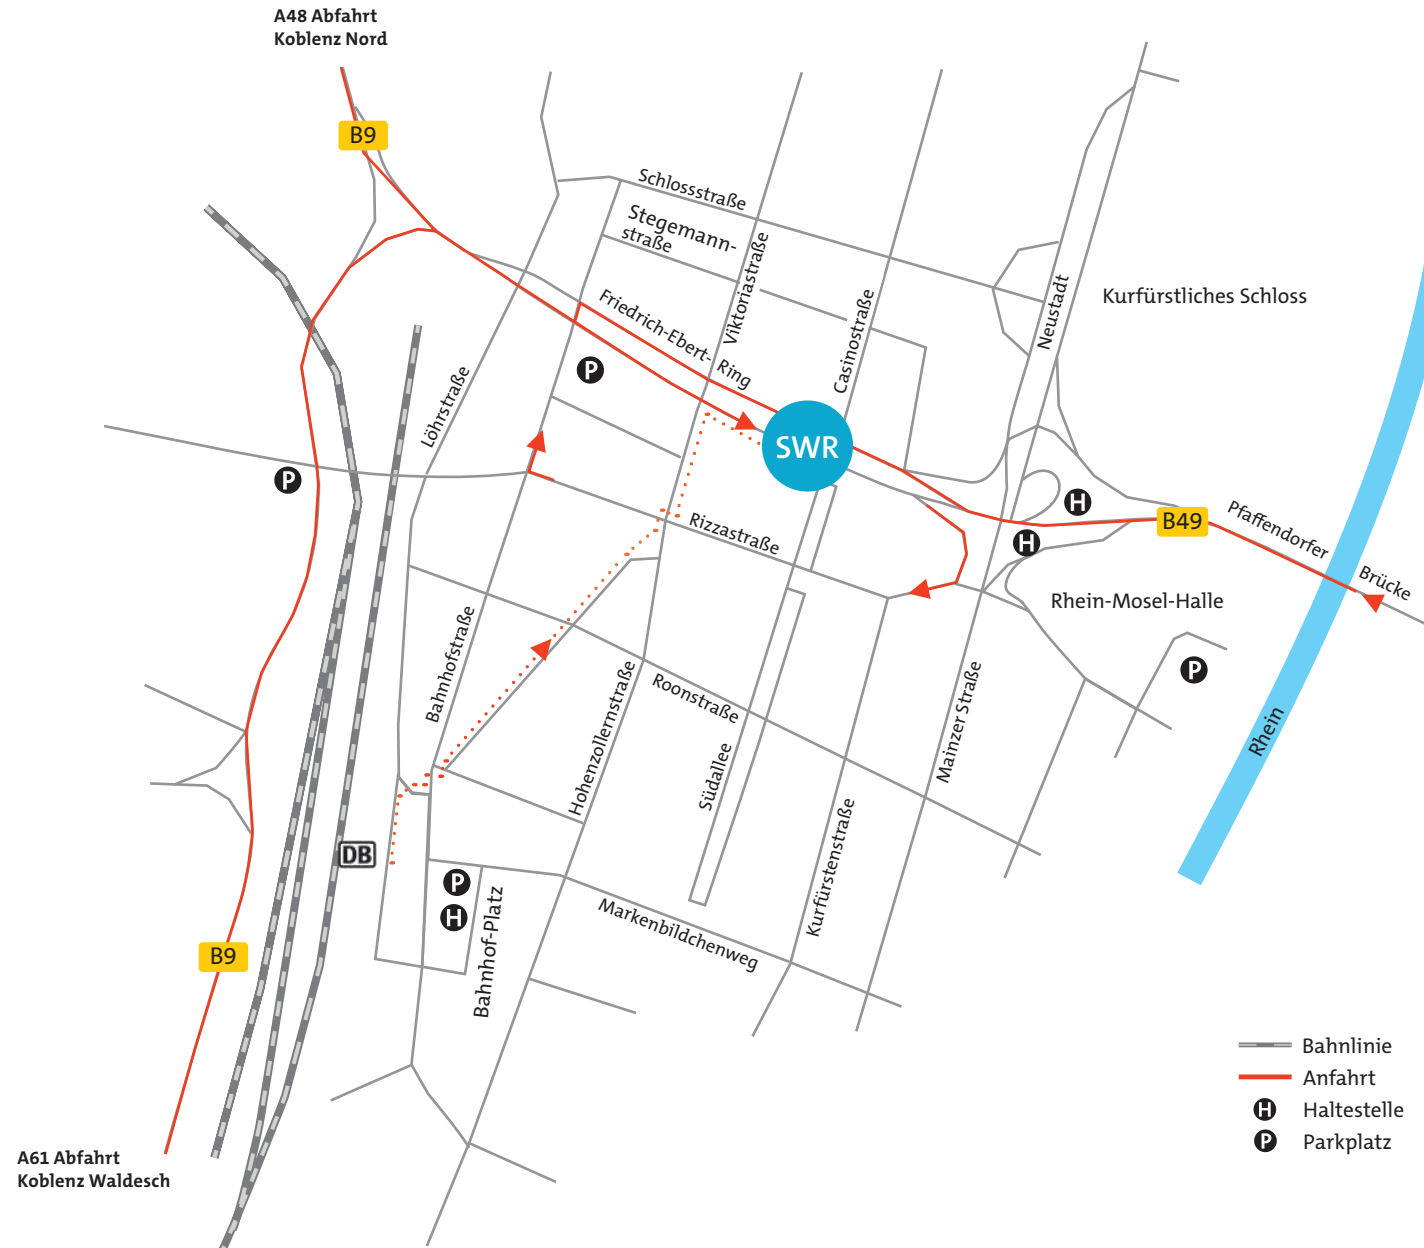 A48 Abfahrt
Koblenz Nord
B9
Schlossstraße
Stegemann-
straße
Viktoriastraße
Friedrich-Ebert- Ring
Casinostraße
Neustadt
Kurfürstliches Schloss
P
Löhrstraße
SWR
P
H
B49
Pfaffendorfer
Brücke
H
Rizzastraße
Rhein-Mosel-Halle
Bahnhofstraße
P
Hohenzollernstraße
Roonstraße
Mainzer Straße
Rhein
Südallee
Kurfürstenstraße
DB
P
H
Bahnhof-Platz
Markenbildchenweg
B9
Bahnlinie
Anfahrt
H Haltestelle
P Parkplatz
A61 Abfahrt
Koblenz Waldesch